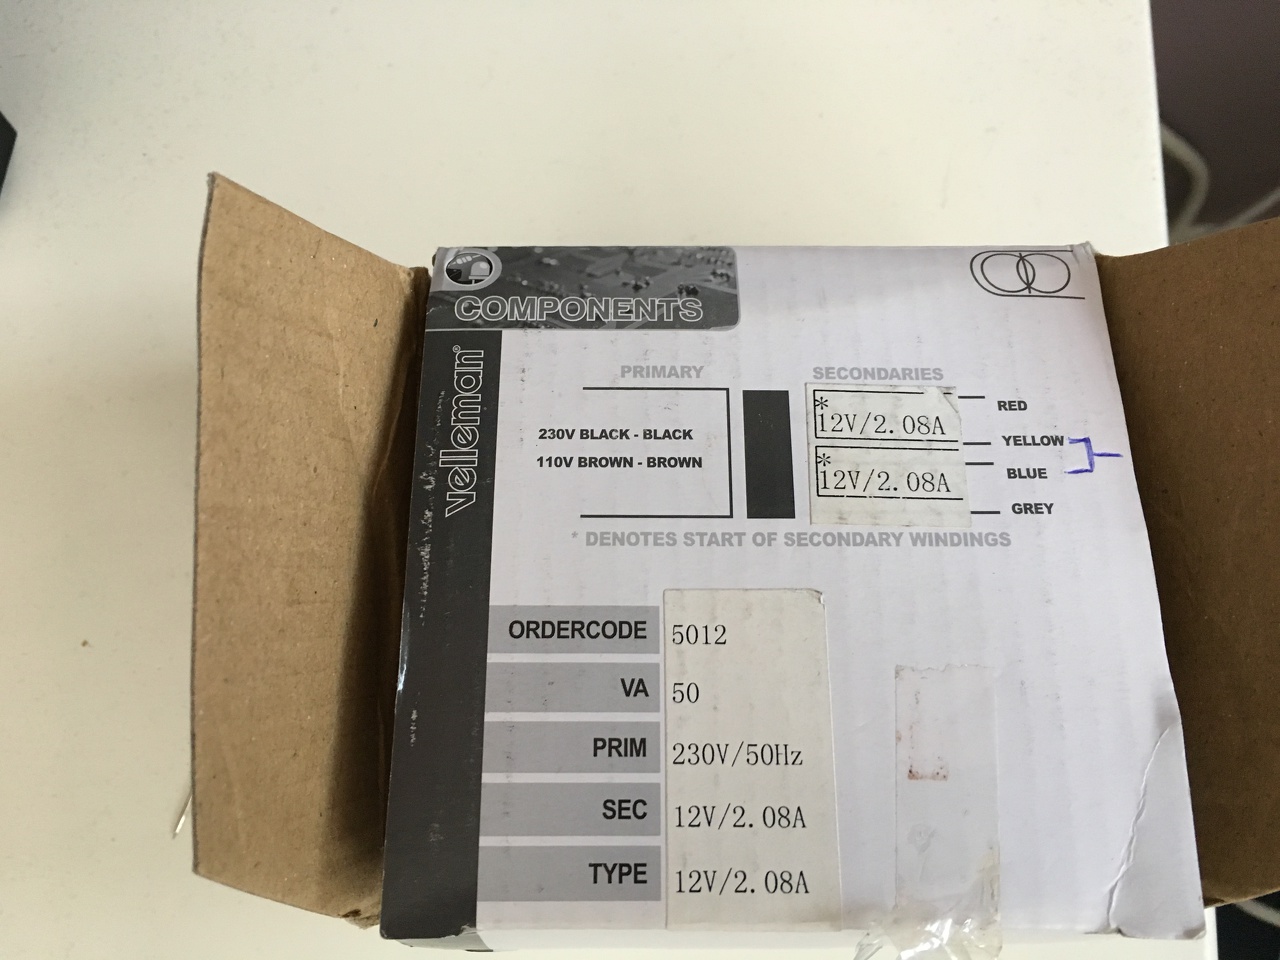 COMPONENTS
velleman®
PRIMARY
SECONDARIES
230V BLACK - BLACK
110V BROWN - BROWN
*
12V/2.08A
*
12V/2.08A
RED
YELLOW
BLUE
GREY
* DENOTES START OF SECONDARY WINDINGS
ORDERCODE 5012
VA 50
PRIM 230V/50Hz
SEC 12V/2.08A
TYPE 12V/2.08A